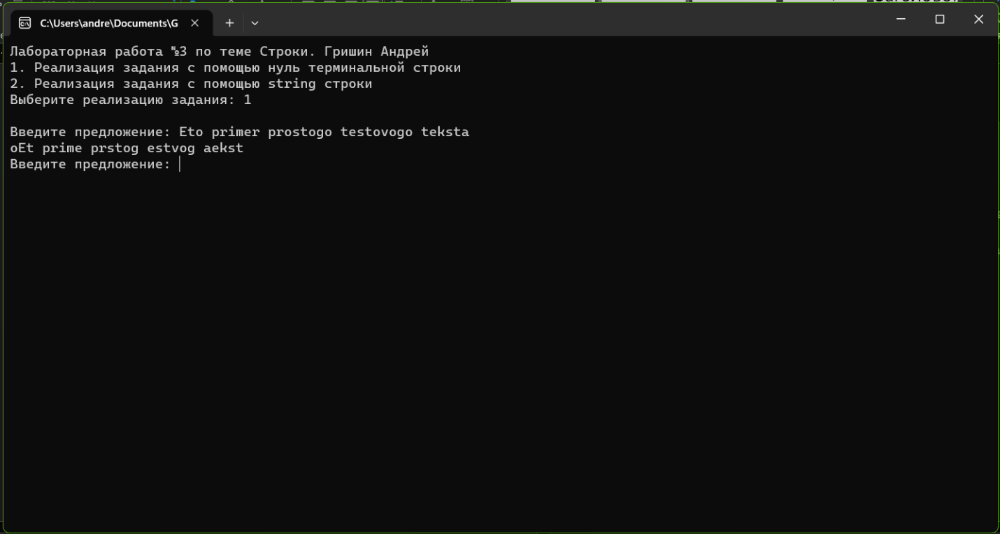 C:\Users\andre\Documents\G
Лабораторная работа №3 по теме Строки. Гришин Андрей
1. Реализация задания с помощью нуль терминальной строки
2. Реализация задания с помощью string строки
Выберите реализацию задания: 1
Введите предложение: Eto primer prostogo testovogo teksta
oEt prime prstog estvog aekst
Введите предложение: